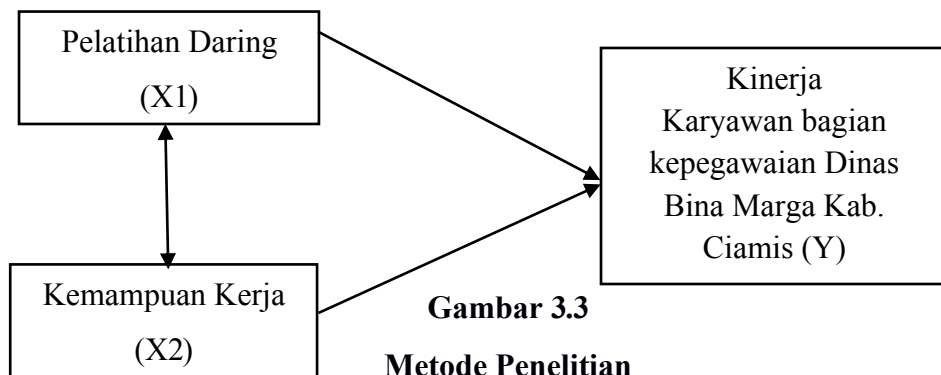 Pelatihan Daring
(X1)
Kinerja
Karyawan bagian
kepegawaian Dinas
Bina Marga Kab.
Ciamis (Y)
Kemampuan Kerja
(X2)
Gambar 3.3
Metode Penelitian